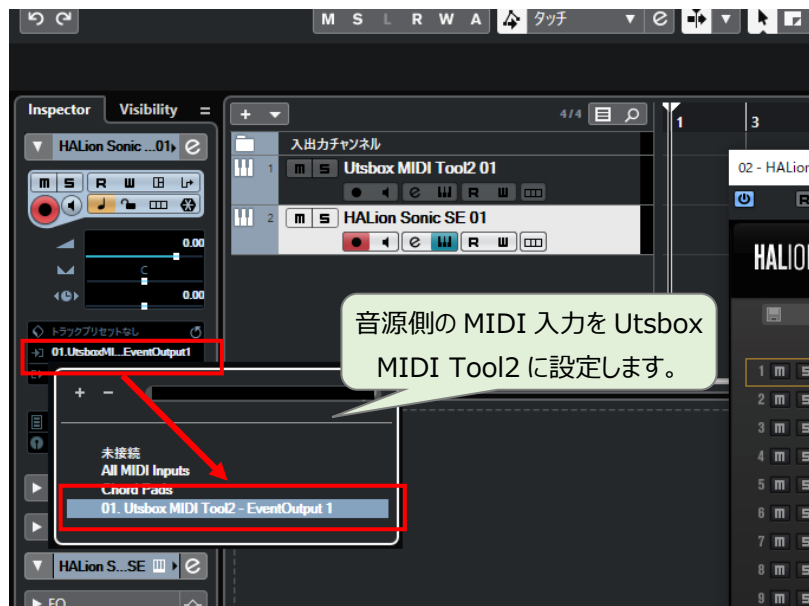 M S L R W A タッチ
Inspector Visibility
HALion Sonic ...01
m S R W
0.00
C
0.00
トラックプリセットなし
01.UtsboxMI...EventOutput1
+ −
未接続
All MIDI Inputs
Chord Pads
01. Utsbox MIDI Tool2 - EventOutput 1
HALion S...SE
EQ
+
4/4
入出力チャンネル
1 m S Utsbox MIDI Tool2 01
R W
2 m S HALion Sonic SE 01
R W
音源側の MIDI 入力を Utsbox
MIDI Tool2 に設定します。
1 3
02 - HALion
R
HALION
1 m S
2 m S
3 m S
4 m S
5 m S
6 m S
7 m S
8 m S
9 m S